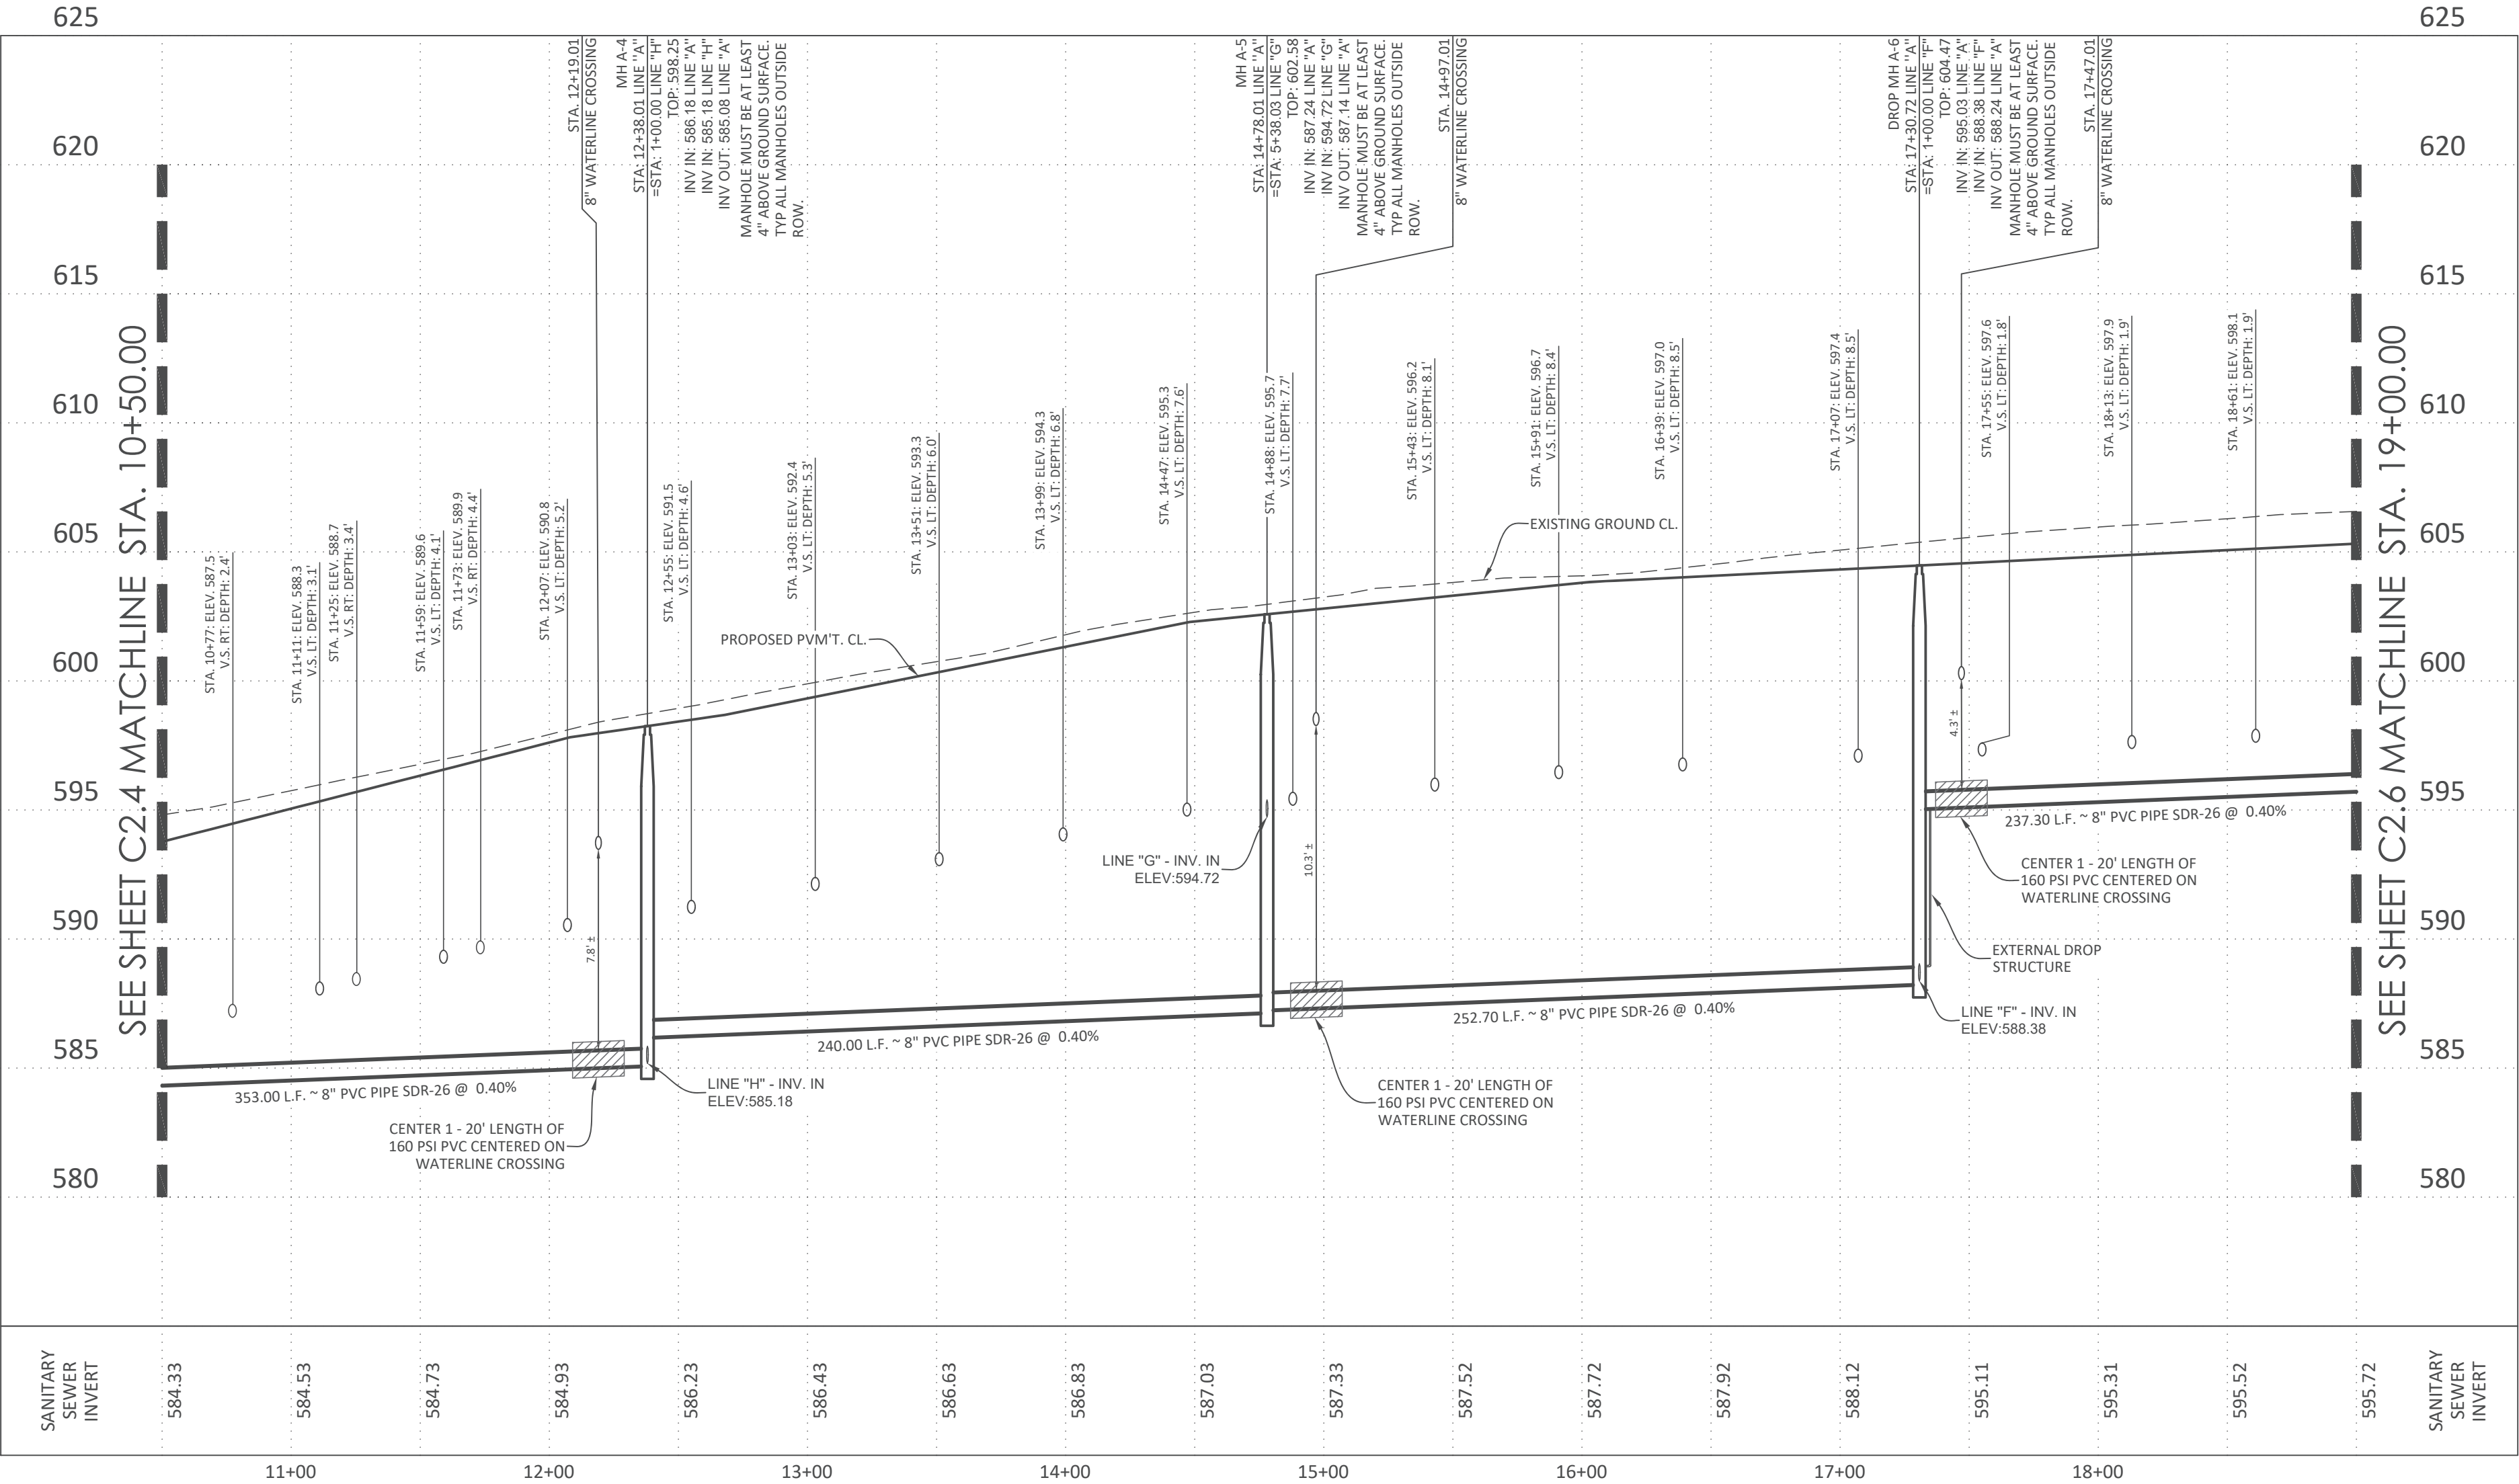 625
620
615
610
605
600
595
590
585
580
625
620
615
610
605
600
595
590
585
580
SEE SHEET C2.4 MATCHLINE  STA. 10+50.00
SEE SHEET C2.6 MATCHLINE  STA. 19+00.00
STA. 12+19.01
8" WATERLINE CROSSING
MH A-4
STA: 12+38.01 LINE "A"
=STA: 1+00.00 LINE "H"
TOP: 598.25
INV IN: 586.18 LINE "A"
INV IN: 585.18 LINE "H"
INV OUT: 585.08 LINE "A"
MANHOLE MUST BE AT LEAST
4" ABOVE GROUND SURFACE.
TYP ALL MANHOLES OUTSIDE
ROW.
MH A-5
STA: 14+78.01 LINE "A"
=STA: 5+38.03 LINE "G"
TOP: 602.58
INV IN: 587.24 LINE "A"
INV IN: 594.72 LINE "G"
INV OUT: 587.14 LINE "A"
MANHOLE MUST BE AT LEAST
4" ABOVE GROUND SURFACE.
TYP ALL MANHOLES OUTSIDE
ROW.
STA. 14+97.01
8" WATERLINE CROSSING
DROP MH A-6
STA: 17+30.72 LINE "A"
=STA: 1+00.00 LINE "F"
TOP: 604.47
INV IN: 595.03 LINE "A"
INV IN: 588.38 LINE "F"
INV OUT: 588.24 LINE "A"
MANHOLE MUST BE AT LEAST
4" ABOVE GROUND SURFACE.
TYP ALL MANHOLES OUTSIDE
ROW.
STA. 17+47.01
8" WATERLINE CROSSING
STA. 10+77: ELEV. 587.5
V.S. RT: DEPTH: 2.4'
STA. 11+11: ELEV. 588.3
V.S. LT: DEPTH: 3.1'
STA. 11+25: ELEV. 588.7
V.S. RT: DEPTH: 3.4'
STA. 11+59: ELEV. 589.6
V.S. LT: DEPTH: 4.1'
STA. 11+73: ELEV. 589.9
V.S. RT: DEPTH: 4.4'
STA. 12+07: ELEV. 590.8
V.S. LT: DEPTH: 5.2'
STA. 12+55: ELEV. 591.5
V.S. LT: DEPTH: 4.6'
STA. 13+03: ELEV. 592.4
V.S. LT: DEPTH: 5.3'
STA. 13+51: ELEV. 593.3
V.S. LT: DEPTH: 6.0'
STA. 13+99: ELEV. 594.3
V.S. LT: DEPTH: 6.8'
STA. 14+47: ELEV. 595.3
V.S. LT: DEPTH: 7.6'
STA. 14+88: ELEV. 595.7
V.S. LT: DEPTH: 7.7'
STA. 15+43: ELEV. 596.2
V.S. LT: DEPTH: 8.1'
STA. 15+91: ELEV. 596.7
V.S. LT: DEPTH: 8.4'
STA. 16+39: ELEV. 597.0
V.S. LT: DEPTH: 8.5'
STA. 17+07: ELEV. 597.4
V.S. LT: DEPTH: 8.5'
STA. 17+55: ELEV. 597.6
V.S. LT: DEPTH: 1.8'
STA. 18+13: ELEV. 597.9
V.S. LT: DEPTH: 1.9'
STA. 18+61: ELEV. 598.1
V.S. LT: DEPTH: 1.9'
EXISTING GROUND CL.
PROPOSED PVM'T. CL.
7.8' ±
10.3' ±
4.3' ±
LINE "G" - INV. IN
ELEV:594.72
237.30 L.F. ~ 8" PVC PIPE SDR-26 @  0.40%
CENTER 1 - 20' LENGTH OF
160 PSI PVC CENTERED ON
WATERLINE CROSSING
EXTERNAL DROP
STRUCTURE
LINE "F" - INV. IN
ELEV:588.38
252.70 L.F. ~ 8" PVC PIPE SDR-26 @  0.40%
240.00 L.F. ~ 8" PVC PIPE SDR-26 @  0.40%
353.00 L.F. ~ 8" PVC PIPE SDR-26 @  0.40%
LINE "H" - INV. IN
ELEV:585.18
CENTER 1 - 20' LENGTH OF
160 PSI PVC CENTERED ON
WATERLINE CROSSING
CENTER 1 - 20' LENGTH OF
160 PSI PVC CENTERED ON
WATERLINE CROSSING
SANITARY
SEWER
INVERT
584.33
584.53
584.73
584.93
586.23
586.43
586.63
586.83
587.03
587.33
587.52
587.72
587.92
588.12
595.11
595.31
595.52
595.72
SANITARY
SEWER
INVERT
11+00
12+00
13+00
14+00
15+00
16+00
17+00
18+00